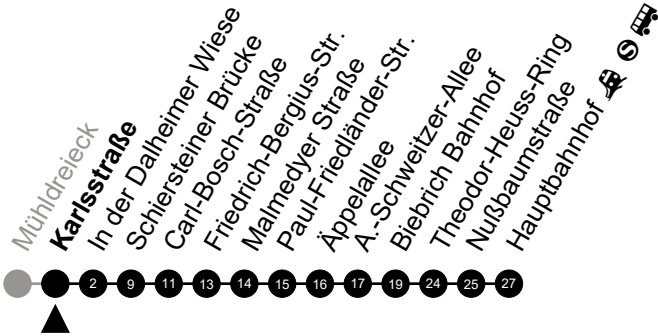 Mühldreieck
Karlsstraße
In der Dalheimer Wiese
Schiersteiner Brücke
Carl-Bosch-Straße
Friedrich-Bergius-Str.
Malmedyer Straße
Paul-Friedländer-Str.
Äppelallee
A.-Schweitzer-Allee
Biebrich Bahnhof
Theodor-Heuss-Ring
Nußbaumstraße
Hauptbahnhof S
2 9 11 13 14 15 16 17 19 24 25 27